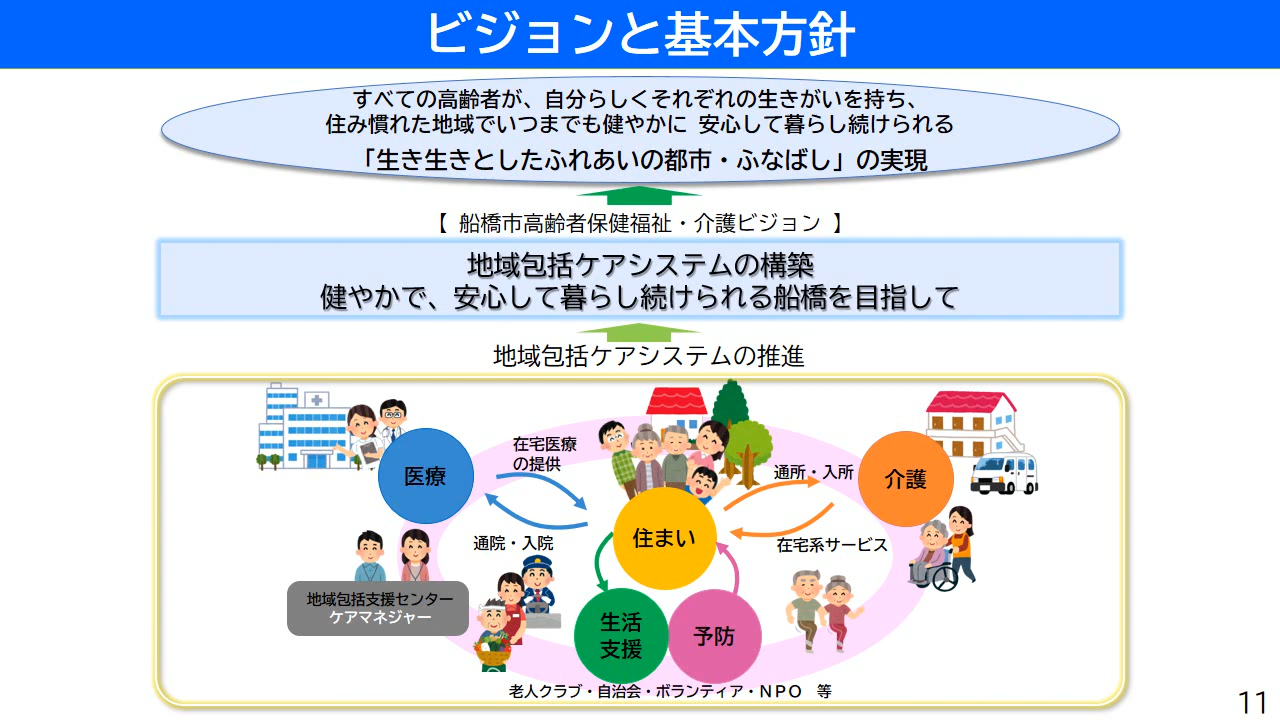 ビジョンと基本方針
すべての高齢者が、自分らしくそれぞれの生きがいを持ち、
住み慣れた地域でいつまでも健やかに 安心して暮らし続けられる
「生き生きとしたふれあいの都市・ふなばし」の実現
【 船橋市高齢者保健福祉・介護ビジョン 】
地域包括ケアシステムの構築
健やかで、安心して暮らし続けられる船橋を目指して
地域包括ケアシステムの推進
在宅医療
の提供
医療
通所・入所
介護
通院・入院
住まい
在宅系サービス
地域包括支援センター
ケアマネジャー
生活
支援
予防
老人クラブ・自治会・ボランティア・NPO 等
11